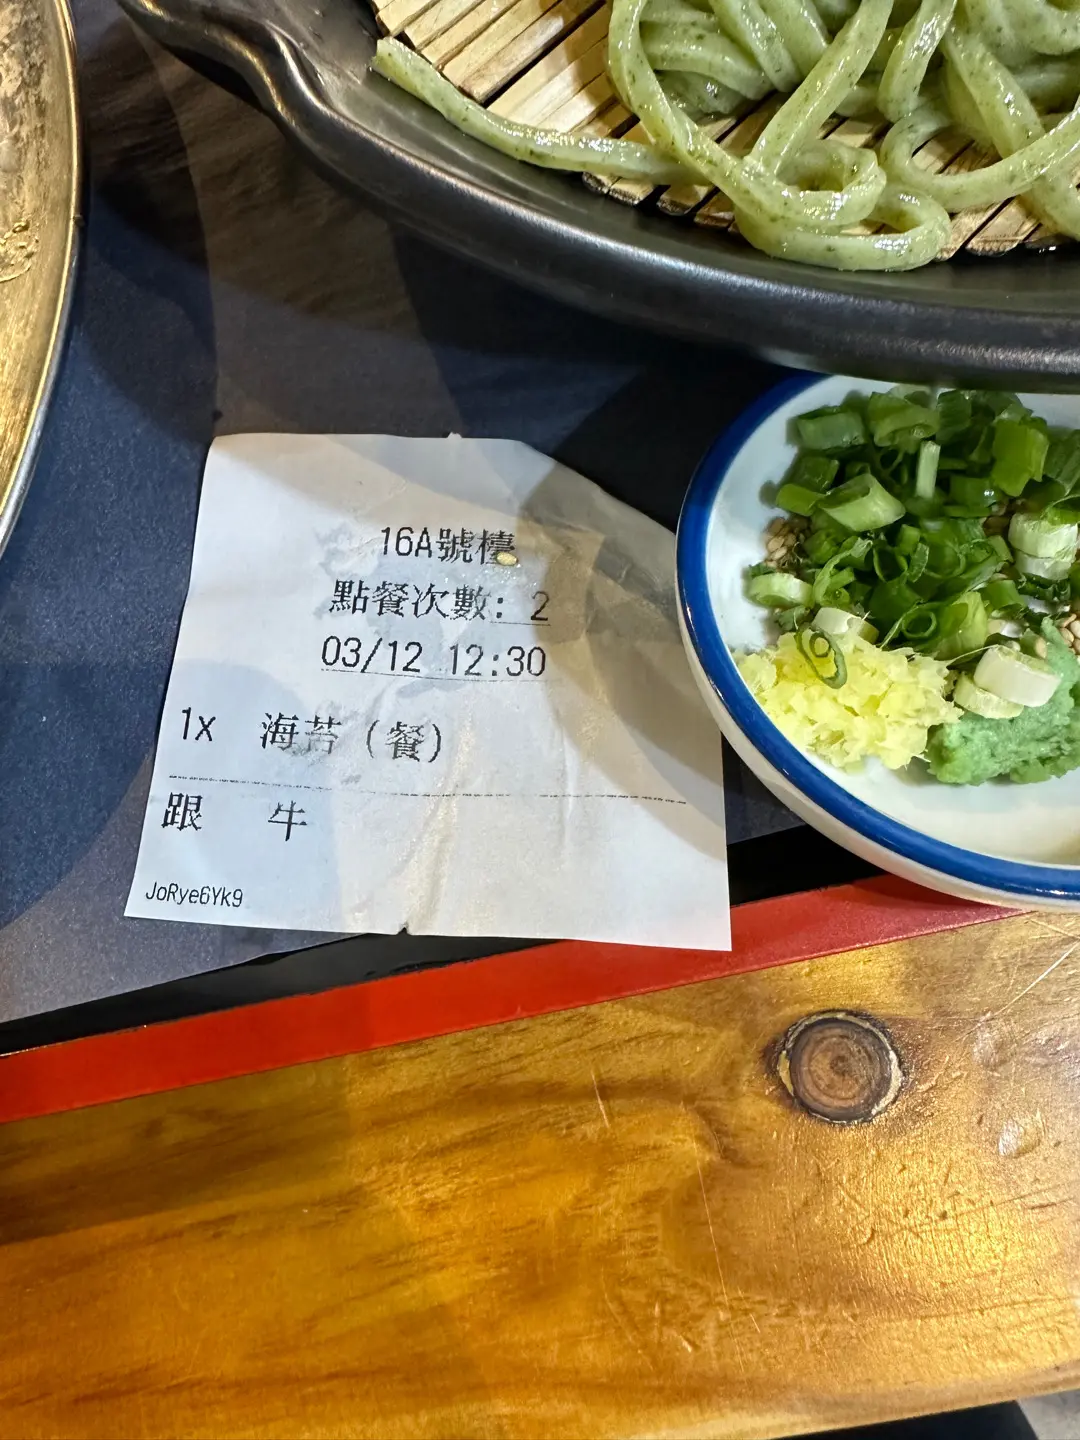 16A號檯
點餐次數: 2
03/12 12:30
1x 海苔 (餐)
跟 牛
JoRye6Yk9